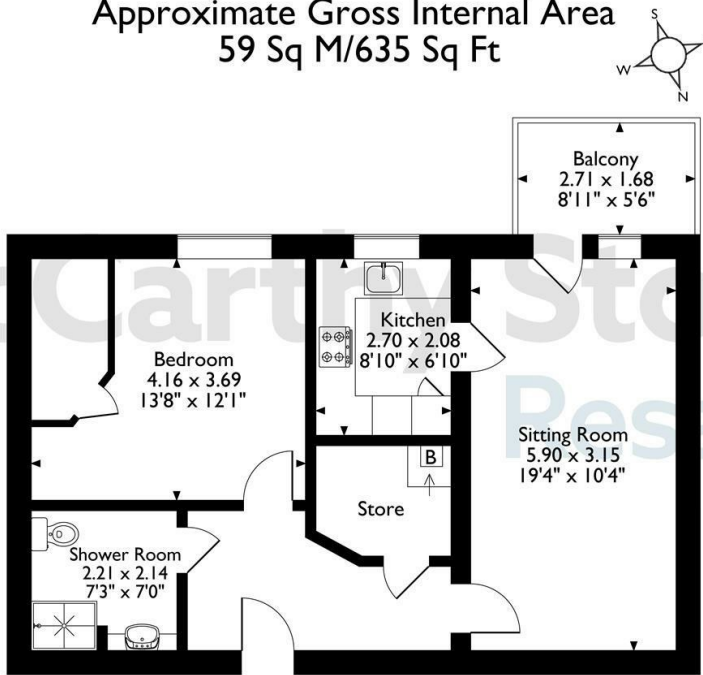 Approximate Gross Internal Area
59 Sq M/635 Sq Ft
S
W
N
Balcony
2.71 x 1.68
8'11" x 5'6"
Carthy Sto
Kitchen
2.70 x 2.08
8'10" x 6'10"
Bedroom
4.16 x 3.69
13'8" x 12'1"
Res
Sitting Room
5.90 x 3.15
19'4" x 10'4"
B
Store
Shower Room
2.21 x 2.14
7'3" x 7'0"